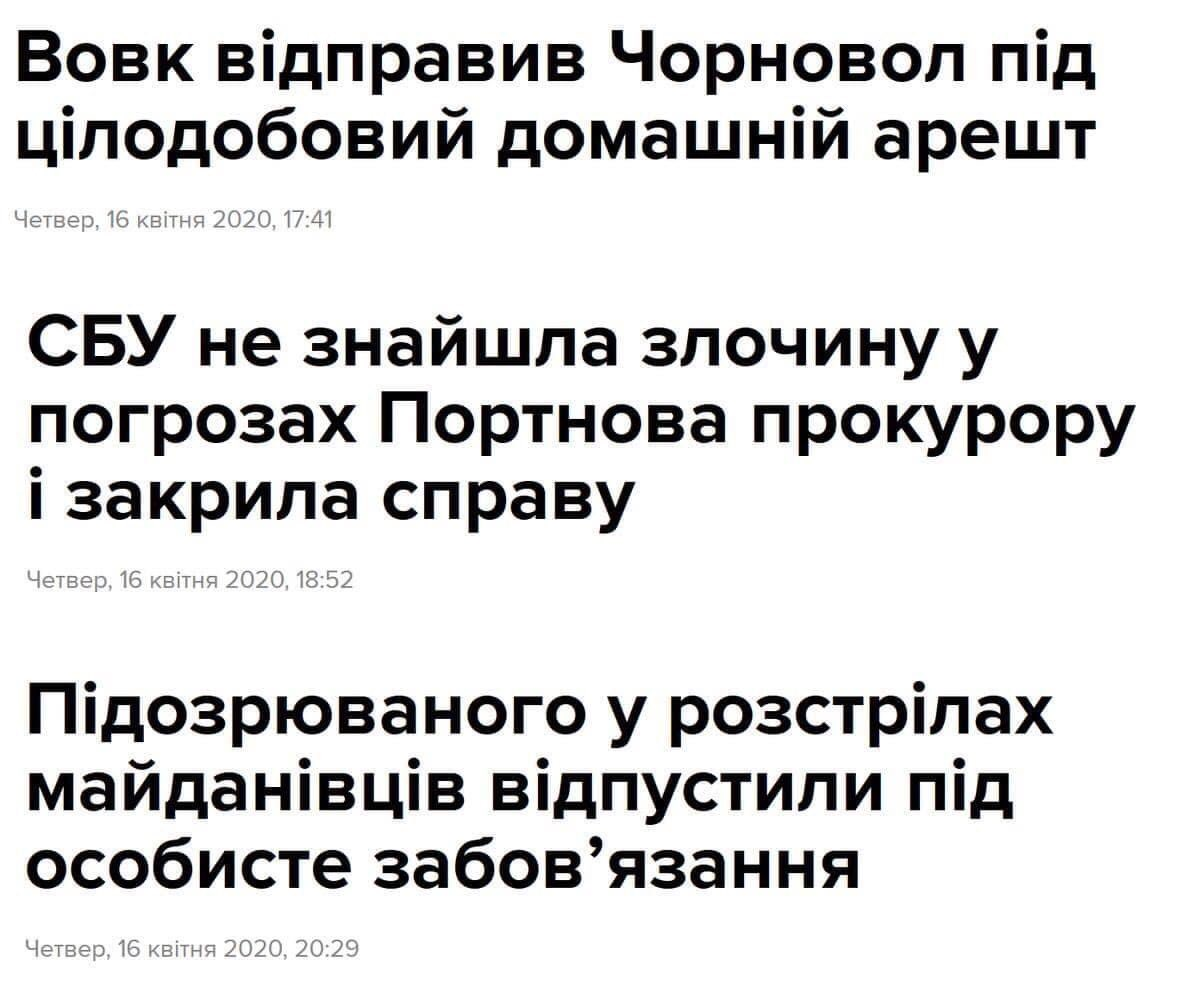 Вовк відправив Чорновол під
цілодобовий домашній арешт
Четвер, 16 квітня 2020, 17:41
СБУ не знайшла злочину у
погрозах Портнова прокурору
і закрила справу
Четвер, 16 квітня 2020, 18:52
Підозрюваного у розстрілах
майданівців відпустили під
особисте забов’язання
Четвер, 16 квітня 2020, 20:29